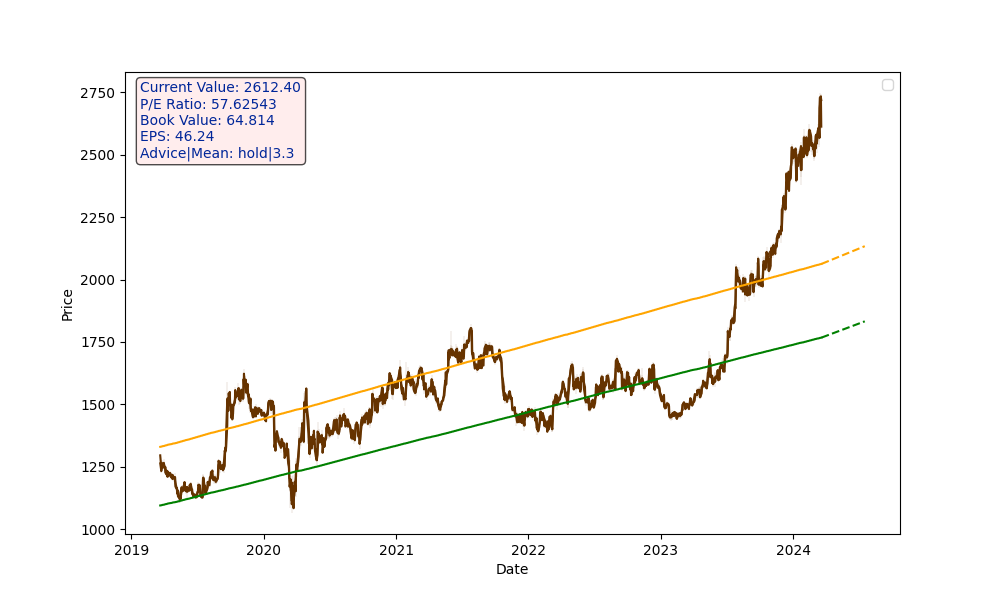 Current Value: 2612.40
P/E Ratio: 57.62543
Book Value: 64.814
EPS: 46.24
Advice|Mean: hold|3.3
2750
2500
2250
2000
1750
1500
1250
1000
Price
2019 2020 2021 2022 2023 2024
Date